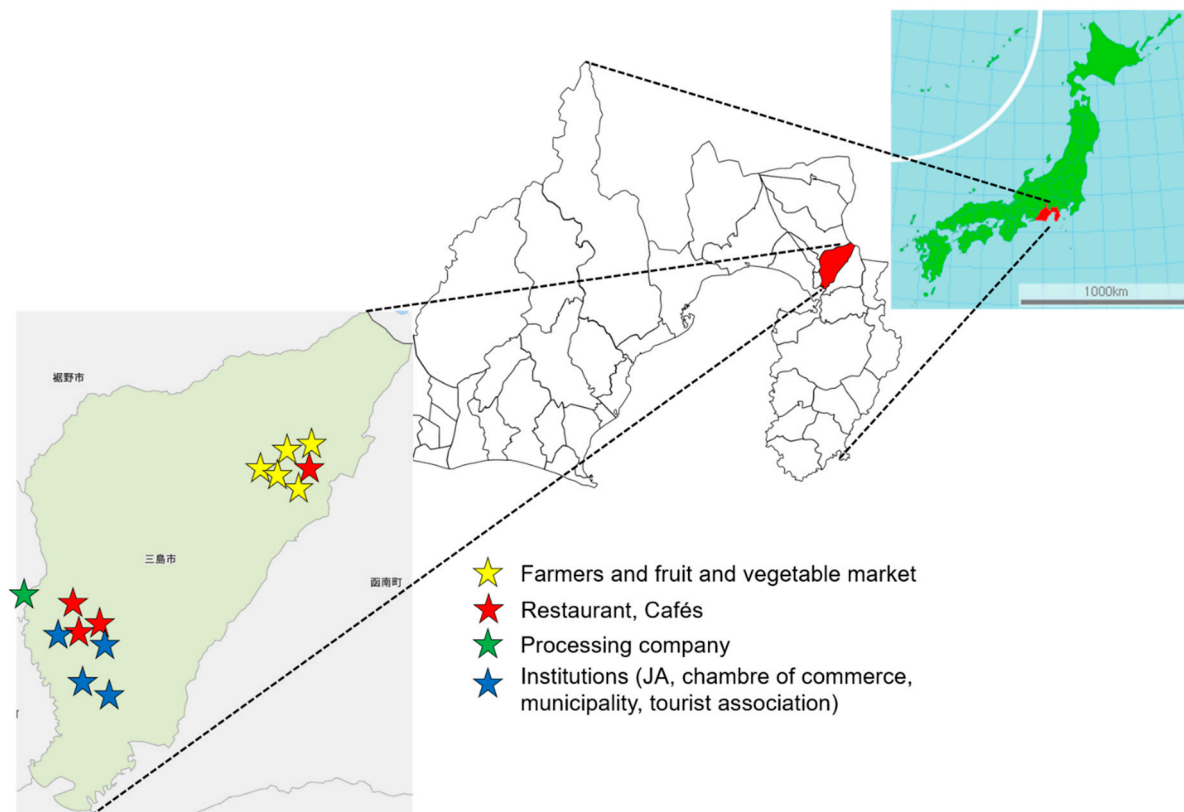 1000km
裾野市
三島市
函南町
Farmers and fruit and vegetable market
Restaurant, Cafés
Processing company
Institutions (JA, chambre of commerce,
municipality, tourist association)